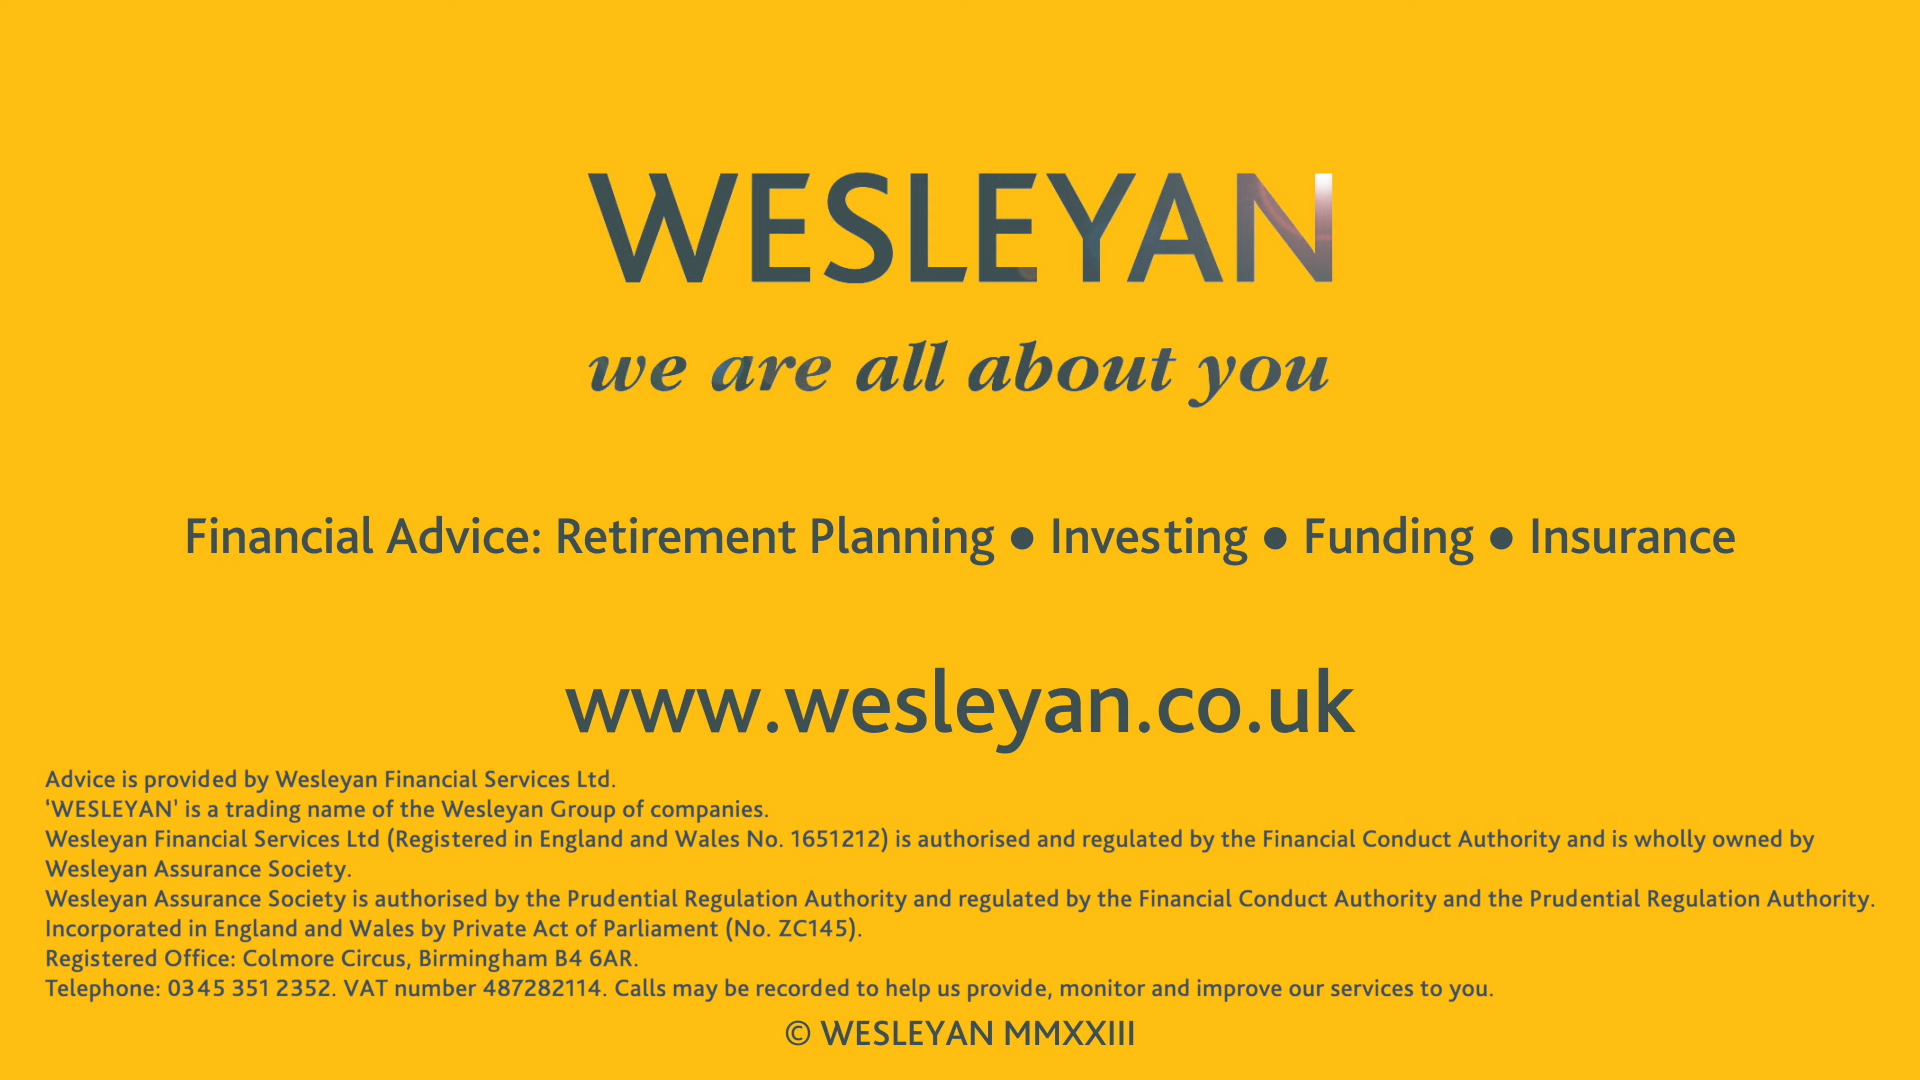 WESLEYAN
we are all about you
Financial Advice: Retirement Planning ● Investing ● Funding ● Insurance
www.wesleyan.co.uk
Advice is provided by Wesleyan Financial Services Ltd.
‘WESLEYAN’ is a trading name of the Wesleyan Group of companies.
Wesleyan Financial Services Ltd (Registered in England and Wales No. 1651212) is authorised and regulated by the Financial Conduct Authority and is wholly owned by
Wesleyan Assurance Society.
Wesleyan Assurance Society is authorised by the Prudential Regulation Authority and regulated by the Financial Conduct Authority and the Prudential Regulation Authority.
Incorporated in England and Wales by Private Act of Parliament (No. ZC145).
Registered Office: Colmore Circus, Birmingham B4 6AR.
Telephone: 0345 351 2352. VAT number 487282114. Calls may be recorded to help us provide, monitor and improve our services to you.
© WESLEYAN MMXXIII